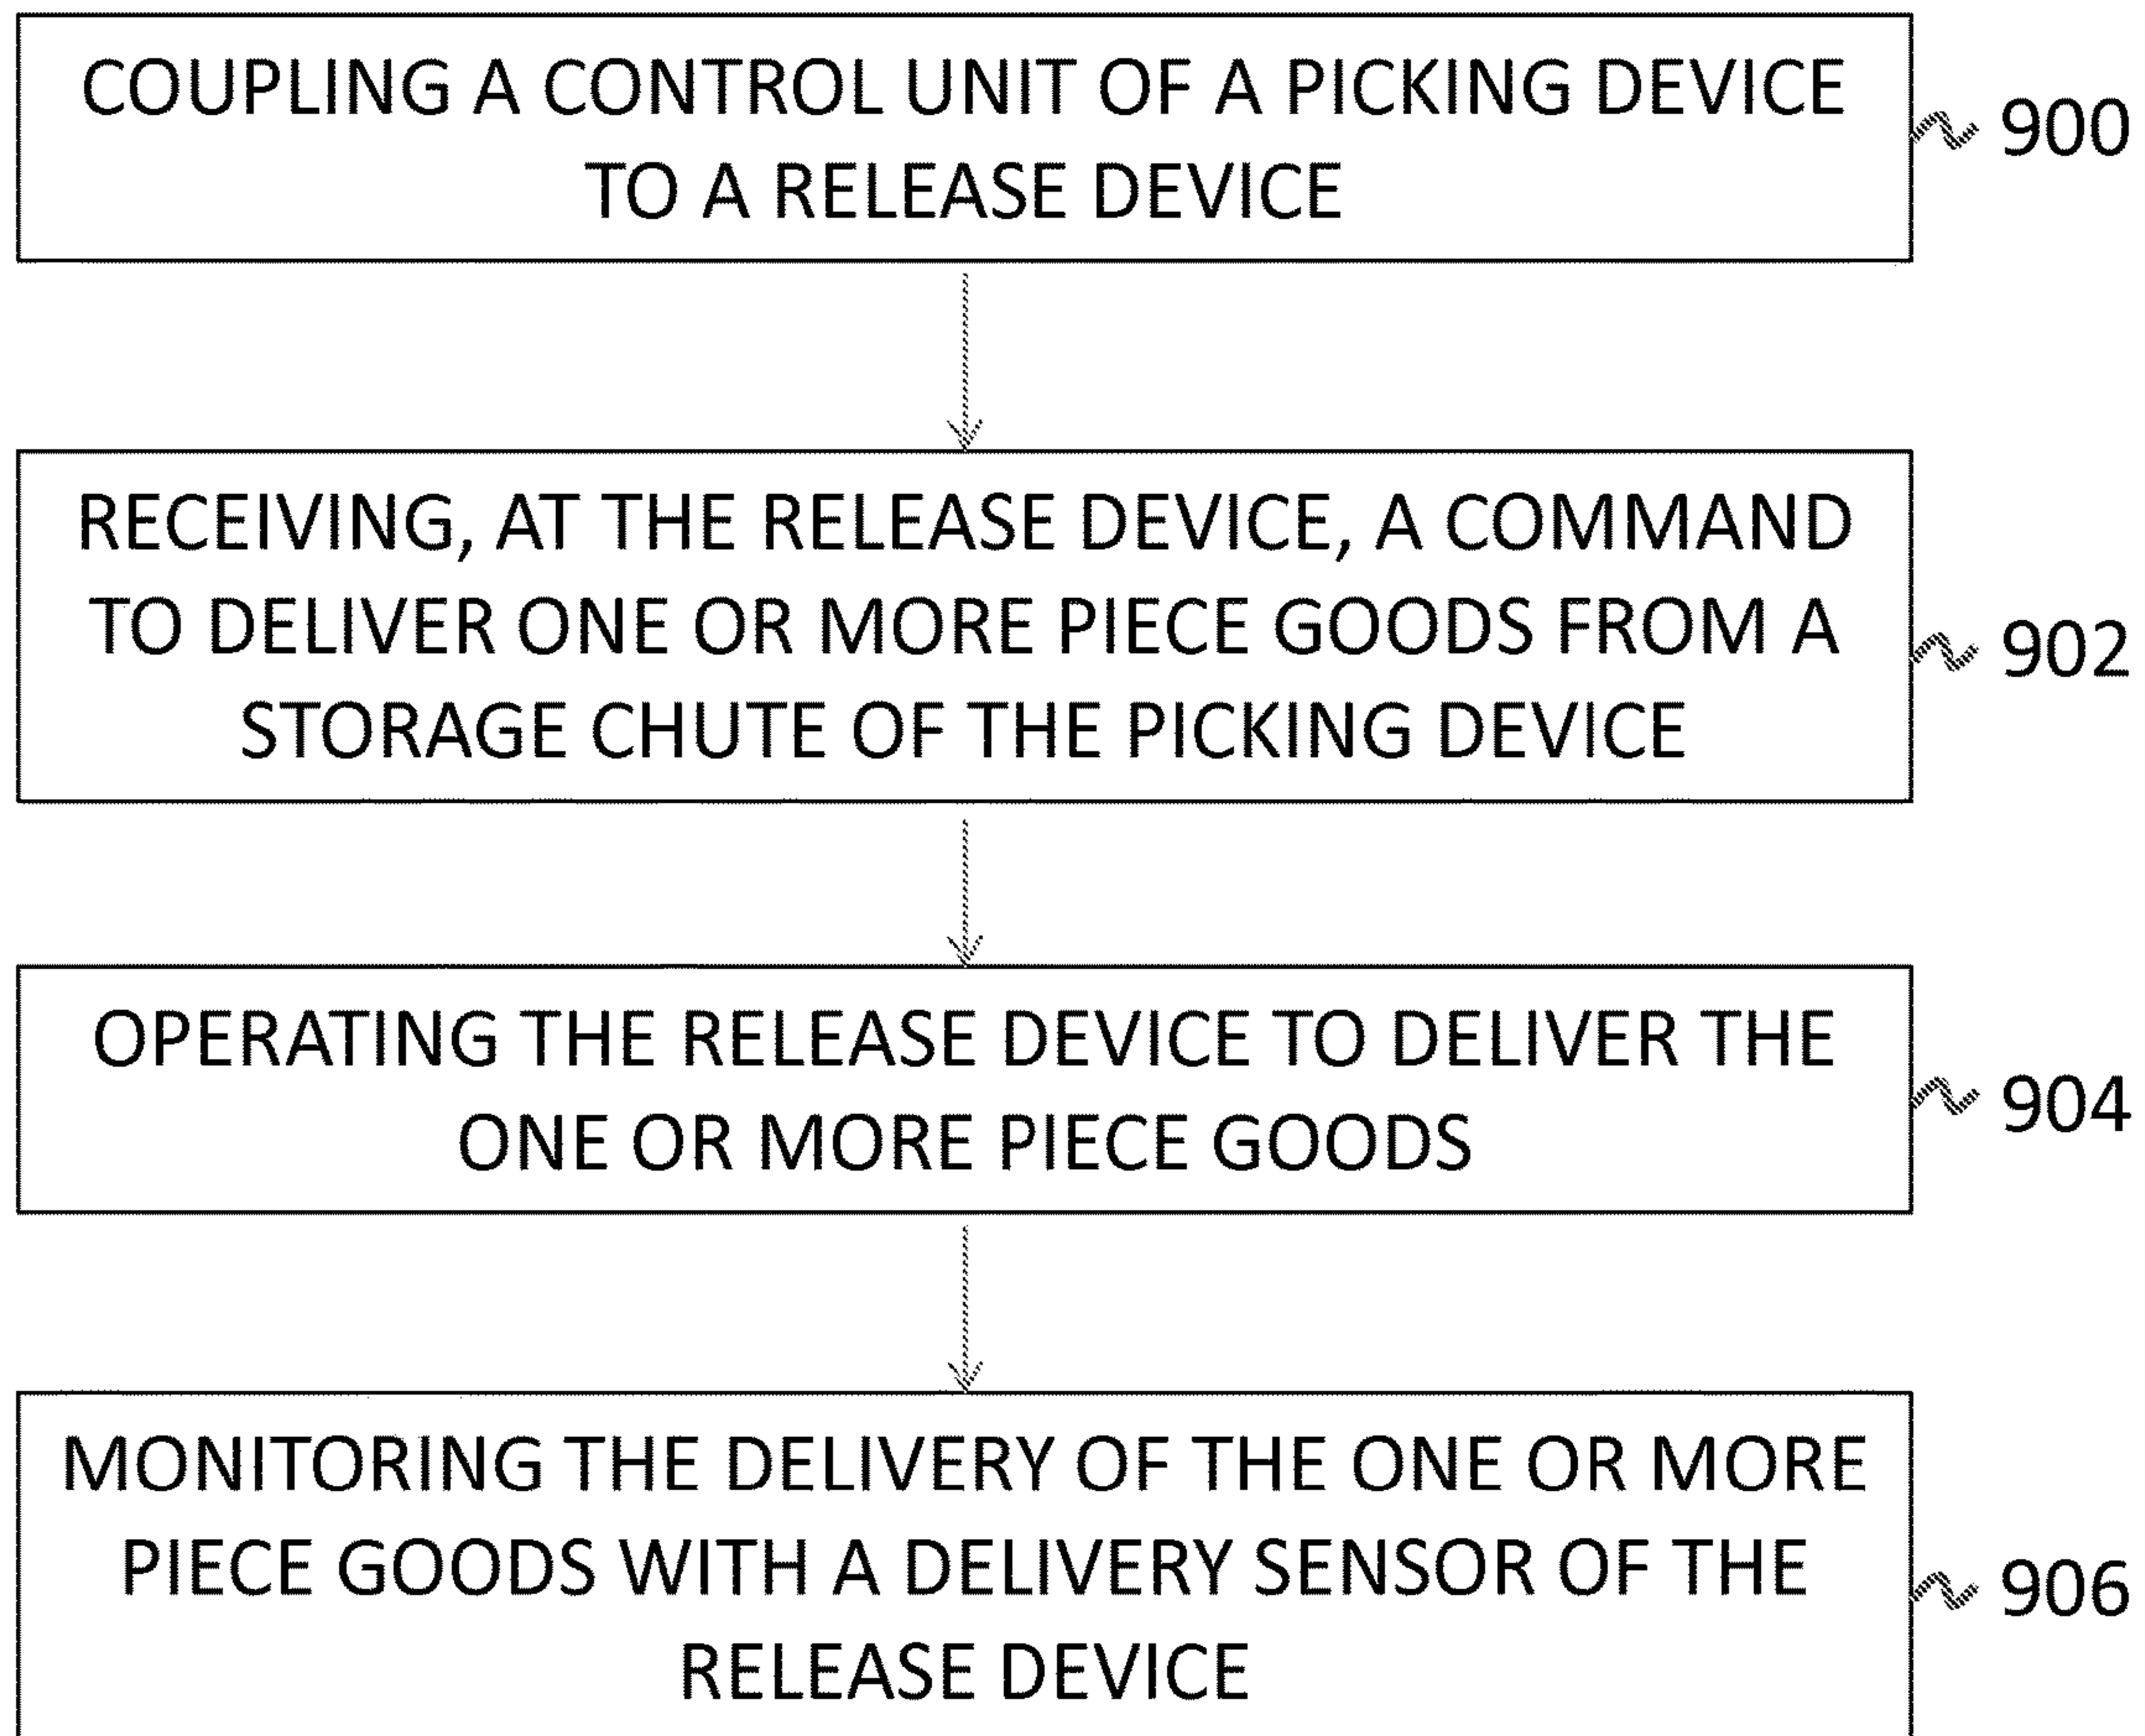 COUPLING A CONTROL UNIT OF A PICKING DEVICE
TO A RELEASE DEVICE
900
RECEIVING, AT THE RELEASE DEVICE, A COMMAND
TO DELIVER ONE OR MORE PIECE GOODS FROM A
STORAGE CHUTE OF THE PICKING DEVICE
902
OPERATING THE RELEASE DEVICE TO DELIVER THE
ONE OR MORE PIECE GOODS
904
MONITORING THE DELIVERY OF THE ONE OR MORE
PIECE GOODS WITH A DELIVERY SENSOR OF THE
RELEASE DEVICE
906